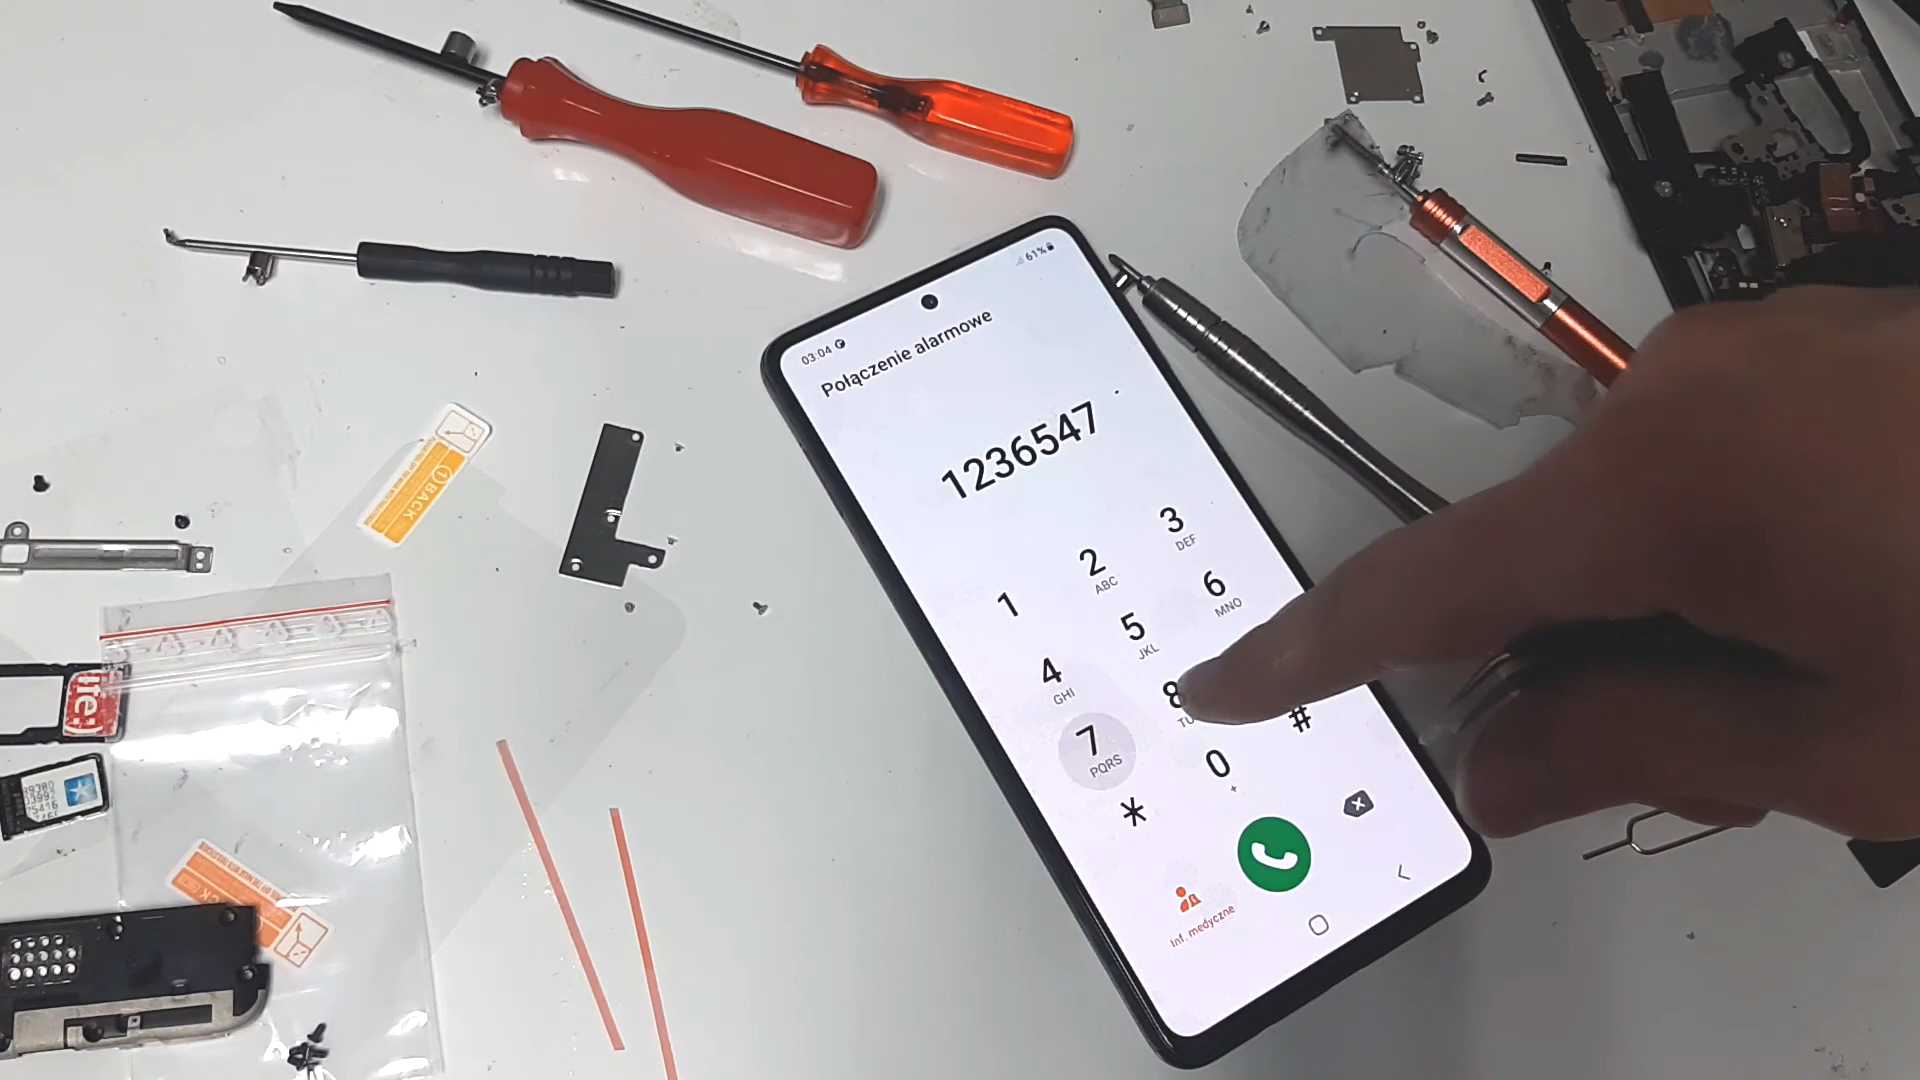 61%
03:04
Połączenie alarmowe
1236547
1
2 ABC
3 DEF
4 GHI
5 JKL
6 MNO
7 PQRS
8
*
0
+
#
Inf. medyczne
1 BACK